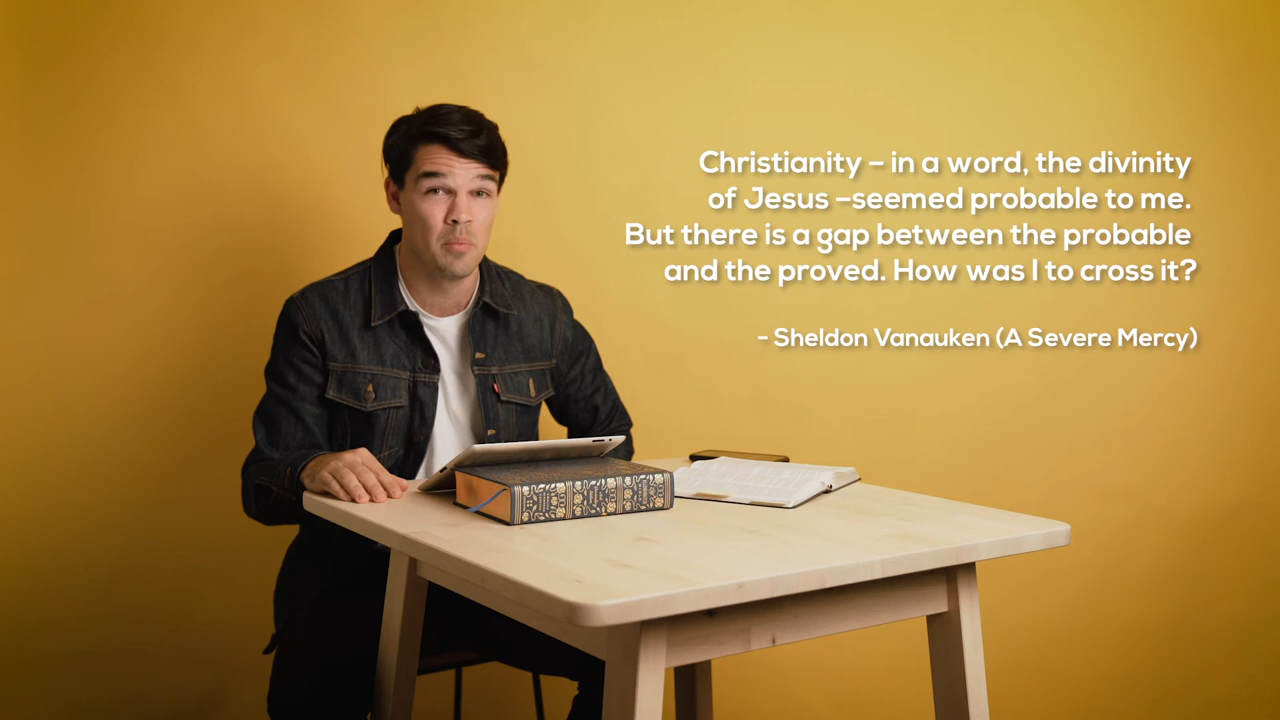 Christianity – in a word, the divinity
of Jesus –seemed probable to me.
But there is a gap between the probable
and the proved. How was I to cross it?
- Sheldon Vanauken (A Severe Mercy)